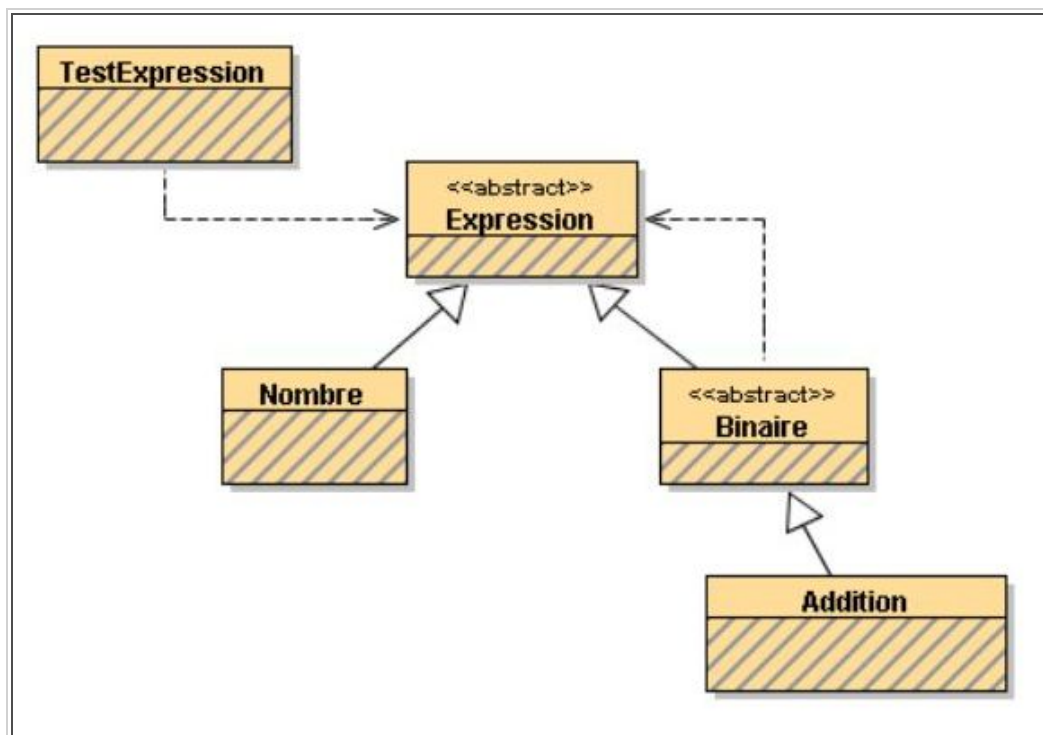 TestExpression
<<abstract>>
Expression
Nombre
<<abstract>>
Binaire
Addition